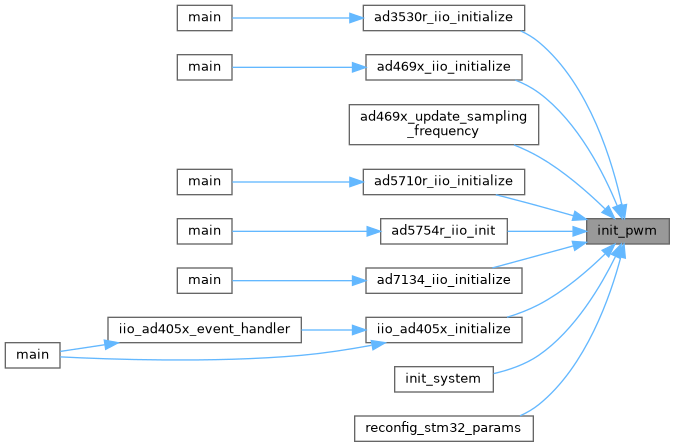 main
ad3530r_iio_initialize
main
ad469x_iio_initialize
ad469x_update_sampling
_frequency
main
ad5710r_iio_initialize
main
ad5754r_iio_init
init_pwm
main
ad7134_iio_initialize
iio_ad405x_event_handler
iio_ad405x_initialize
main
init_system
reconfig_stm32_params